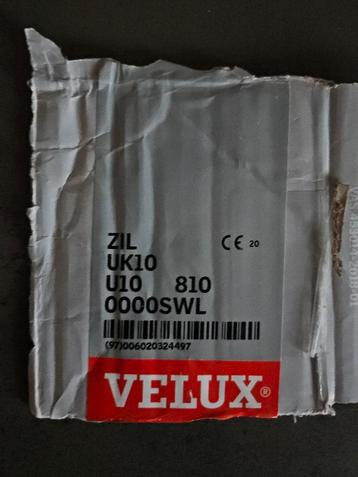 ZIL CE 20
UK10
U10 810
0000SWL
(97)006020324497
VELUX®